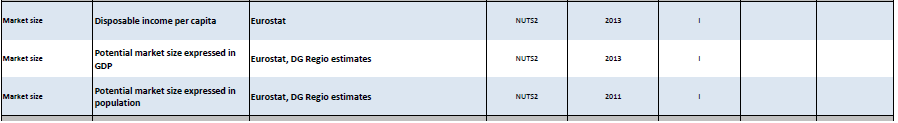 Market size Disposable income per capita Eurostat NUTS2 2013 I
Market size Potential market size expressed in GDP Eurostat, DG Regio estimates NUTS2 2013 I
Market size Potential market size expressed in population Eurostat, DG Regio estimates NUTS2 2011 I